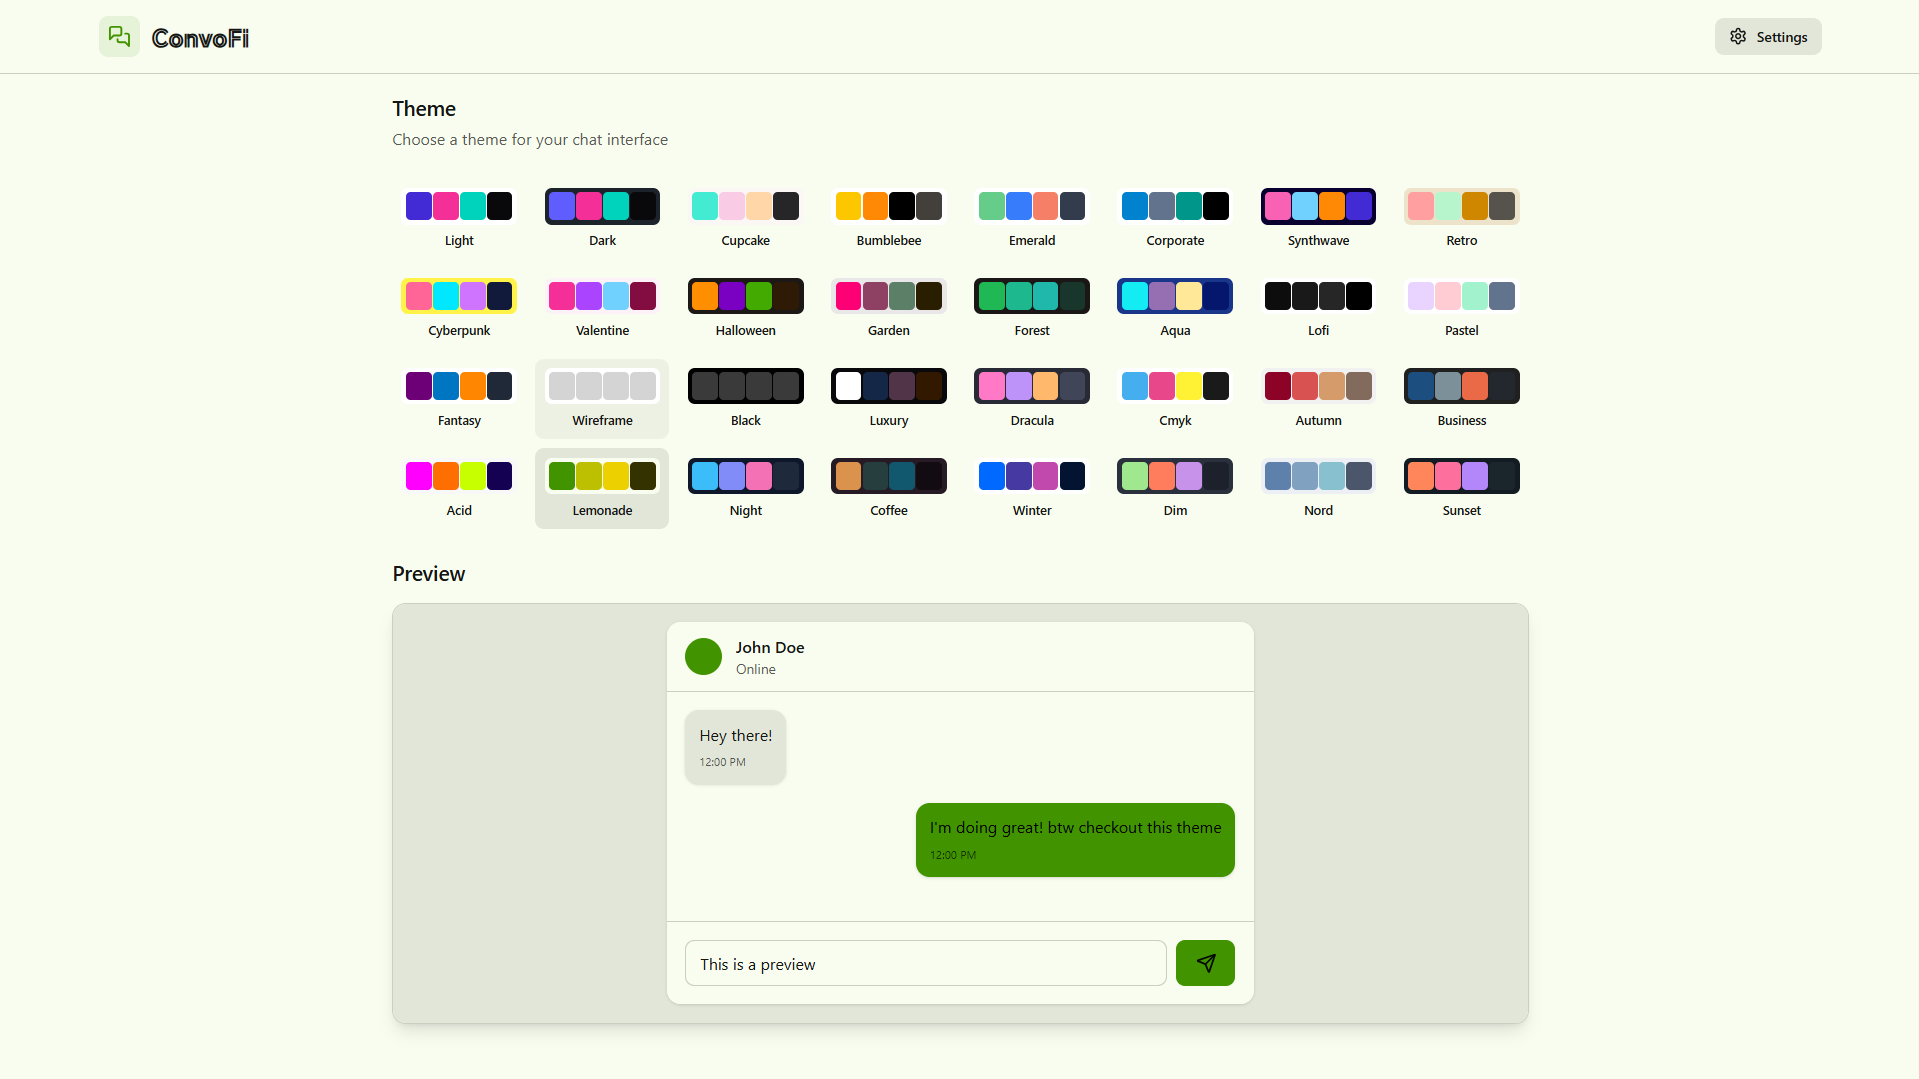 ConvoFi
Settings
Theme
Choose a theme for your chat interface
Light Dark Cupcake Bumblebee Emerald Corporate Synthwave Retro
Cyberpunk Valentine Halloween Garden Forest Aqua Lofi Pastel
Fantasy Wireframe Black Luxury Dracula Cmyk Autumn Business
Acid Lemonade Night Coffee Winter Dim Nord Sunset
Preview
John Doe
Online
Hey there!
12:00 PM
I'm doing great! btw checkout this theme
12:00 PM
This is a preview